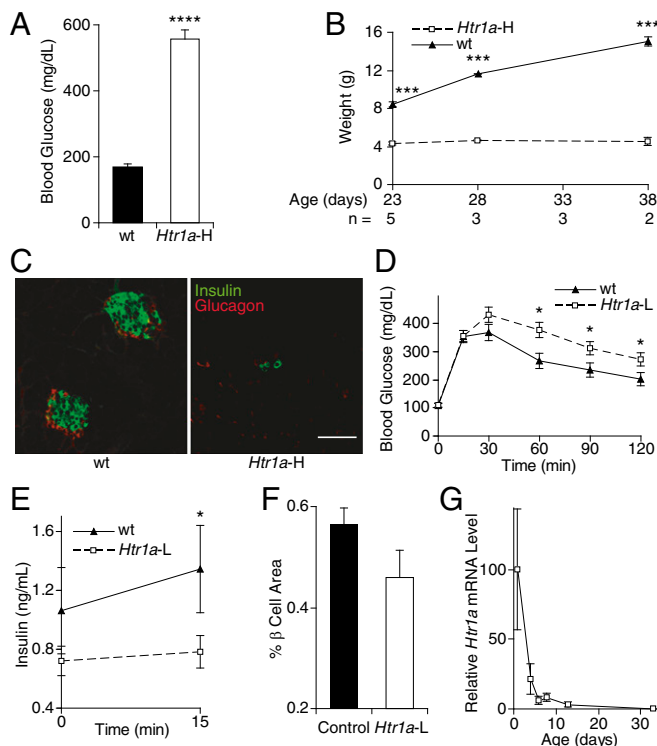 A
Blood Glucose (mg/dL)
600
400
200
0
****
wt
Htr1a-H
B
Htr1a-H
wt
Weight (g)
16
12
8
4
0
***
***
***
23
28
33
38
Age (days)
n =
5
3
3
2
C
Insulin
Glucagon
wt
Htr1a-H
D
wt
Htr1a-L
Blood Glucose (mg/dL)
400
300
200
100
*
*
*
0
30
60
90
120
Time (min)
E
wt
Htr1a-L
Insulin (ng/mL)
1.6
1.2
0.8
0.4
*
0
15
Time (min)
F
% β Cell Area
0.6
0.4
0.2
Control Htr1a-L
G
Relative Htr1a mRNA Level
100
50
0
0
10
20
30
Age (days)